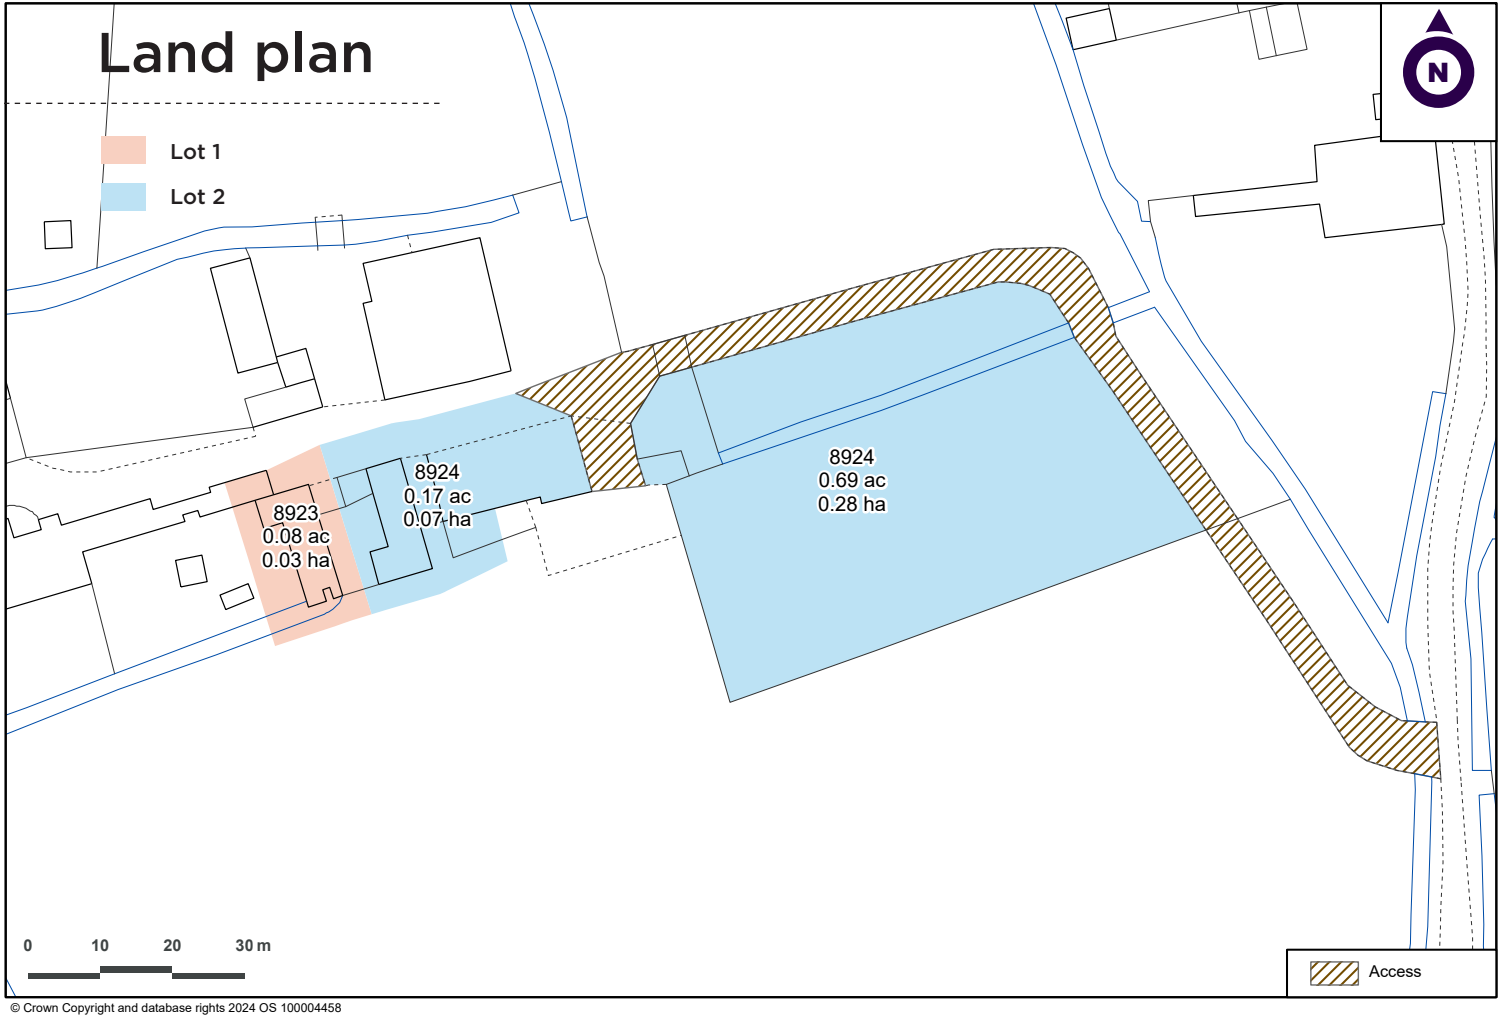 Land plan
N
Lot 1
Lot 2
8924
0.17 ac
0.07 ha
8924
0.69 ac
0.28 ha
8923
0.08 ac
0.03 ha
0 10 20 30 m
Access
© Crown Copyright and database rights 2024 OS 100004458